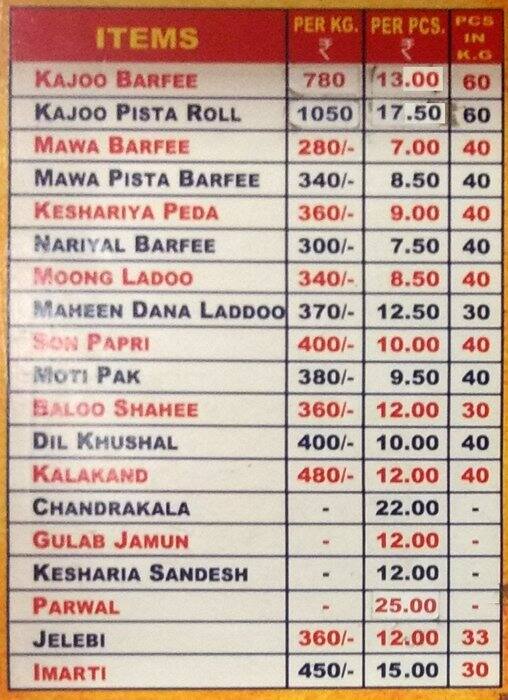 ITEMS PER KG. ₹ PER PCS. ₹ PCS IN K.G
KAJOO BARFEE 780 13.00 60
KAJOO PISTA ROLL 1050 17.50 60
MAWA BARFEE 280/- 7.00 40
MAWA PISTA BARFEE 340/- 8.50 40
KESHARIYA PEDA 360/- 9.00 40
NARIYAL BARFEE 300/- 7.50 40
MOONG LADOO 340/- 8.50 40
MAHEEN DANA LADDOO 370/- 12.50 30
SON PAPRI 400/- 10.00 40
MOTI PAK 380/- 9.50 40
BALOO SHAHEE 360/- 12.00 30
DIL KHUSHAL 400/- 10.00 40
KALAKAND 480/- 12.00 40
CHANDRAKALA - 22.00 -
GULAB JAMUN - 12.00 -
KESHARIA SANDESH - 12.00 -
PARWAL - 25.00 -
JELEBI 360/- 12.00 33
IMARTI 450/- 15.00 30